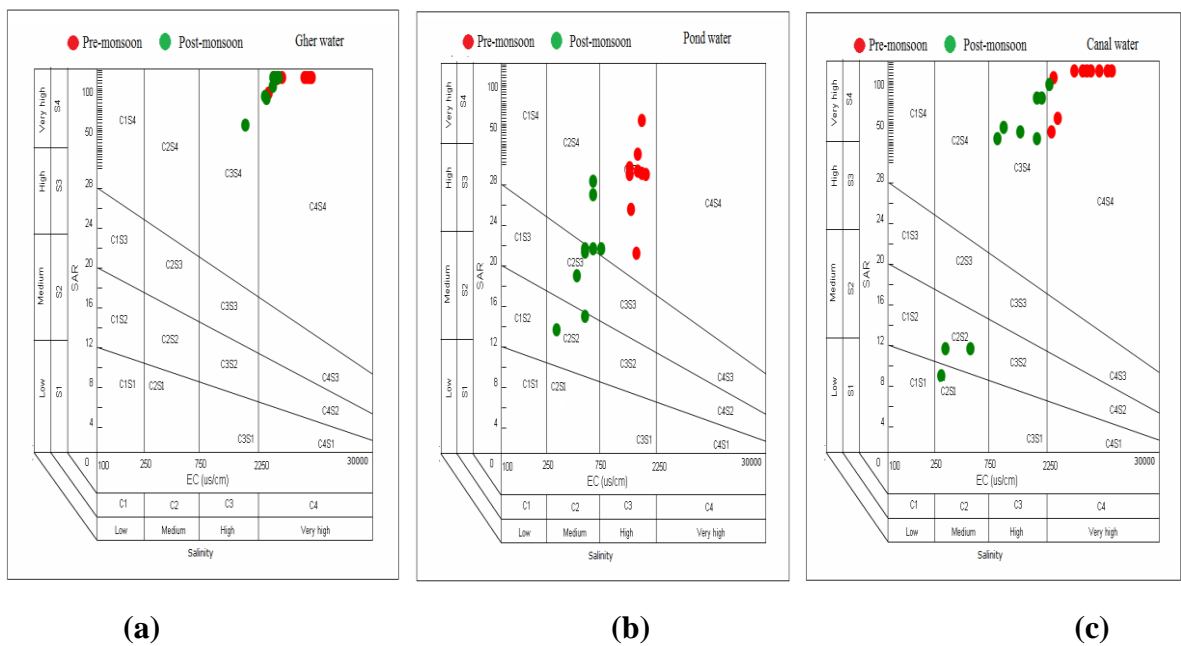 Pre-monsoon Post-monsoon Gher water
Very high S4
High S3
Medium S2
Low S1
SAR
100
50
28
24
20
16
12
8
4
0
C1S4
C2S4
C3S4
C4S4
C1S3
C2S3
C3S3
C1S2
C2S2
C3S2
C4S3
C1S1
C2S1
C4S2
C3S1
C4S1
100 250 750 2250 30000
EC (us/cm)
C1 C2 C3 C4
Low Medium High Very high
Salinity
(a)
Pre-monsoon Post-monsoon Pond water
Very high S4
High S3
Medium S2
Low S1
SAR
100
50
28
24
20
16
12
8
4
0
C1S4
C2S4
C4S4
C1S3
C2S3
C3S3
C1S2
C2S2
C3S2
C4S3
C1S1
C2S1
C4S2
C3S1
C4S1
100 250 750 2250 30000
EC (us/cm)
C1 C2 C3 C4
Low Medium High Very high
Salinity
(b)
Pre-monsoon Post-monsoon Canal water
Very high S4
High S3
Medium S2
Low S1
SAR
100
50
28
24
20
16
12
8
4
0
C1S4
C2S4
C3S4
C4S4
C1S3
C2S3
C3S3
C1S2
C2S2
C3S2
C4S3
C1S1
C2S1
C4S2
C3S1
C4S1
100 250 750 2250 30000
EC (us/cm)
C1 C2 C3 C4
Low Medium High Very high
Salinity
(c)